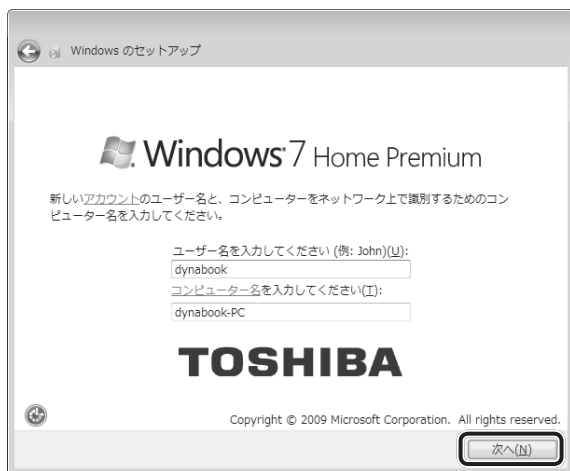 Windows のセットアップ
Windows 7 Home Premium
新しいアカウントのユーザー名と、コンピューターをネットワーク上で識別するためのコン
ピューター名を入力してください。
ユーザー名を入力してください (例: John)(U):
dynabook
コンピューター名を入力してください(T):
dynabook-PC
TOSHIBA
Copyright © 2009 Microsoft Corporation. All rights reserved.
次へ(N)